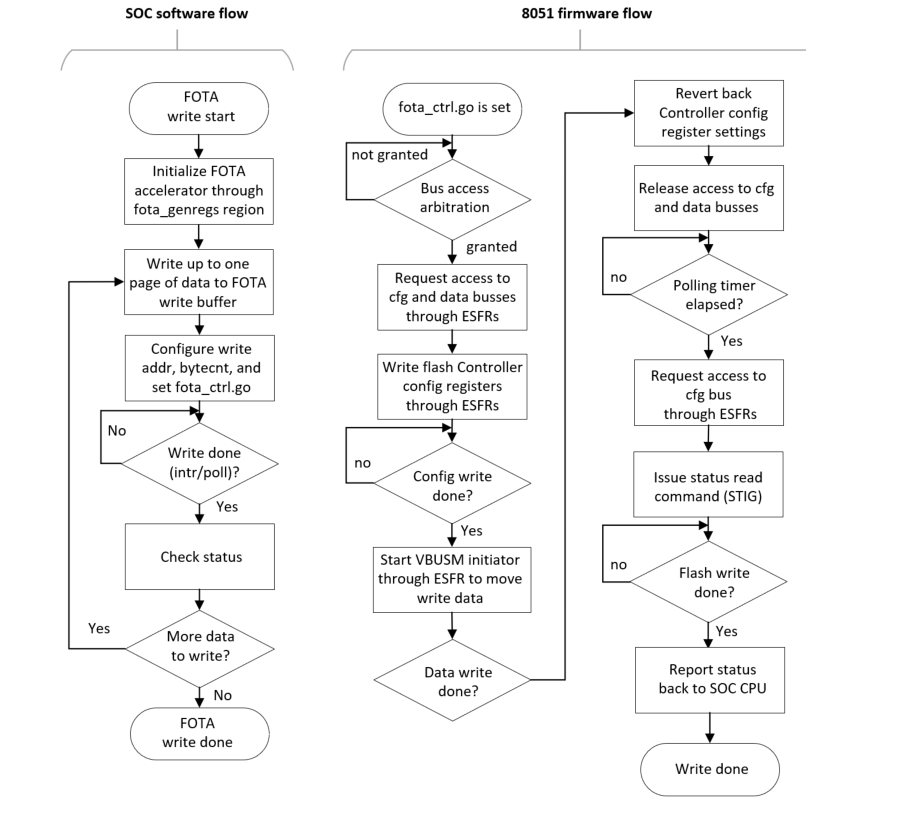 SOC software flow
8051 firmware flow
FOTA
write start
Initialize FOTA
accelerator through
fota_genregs region
Write up to one
page of data to FOTA
write buffer
Configure write
addr, bytecnt, and
set fota_ctrl.go
No
Write done
(intr/poll)?
Yes
Check status
Yes
More data
to write?
No
FOTA
write done
fota_ctrl.go is set
not granted
Bus access
arbitration
granted
Request access to
cfg and data busses
through ESFRs
Write flash Controller
config registers
through ESFRs
no
Config write
done?
Yes
Start VBUSM initiator
through ESFR to move
write data
Data write
done?
Revert back
Controller config
register settings
Release access to cfg
and data busses
no
Polling timer
elapsed?
Yes
Request access to
cfg bus
through ESFRs
Issue status read
command (STIG)
no
Flash write
done?
Yes
Report status
back to SOC CPU
Write done